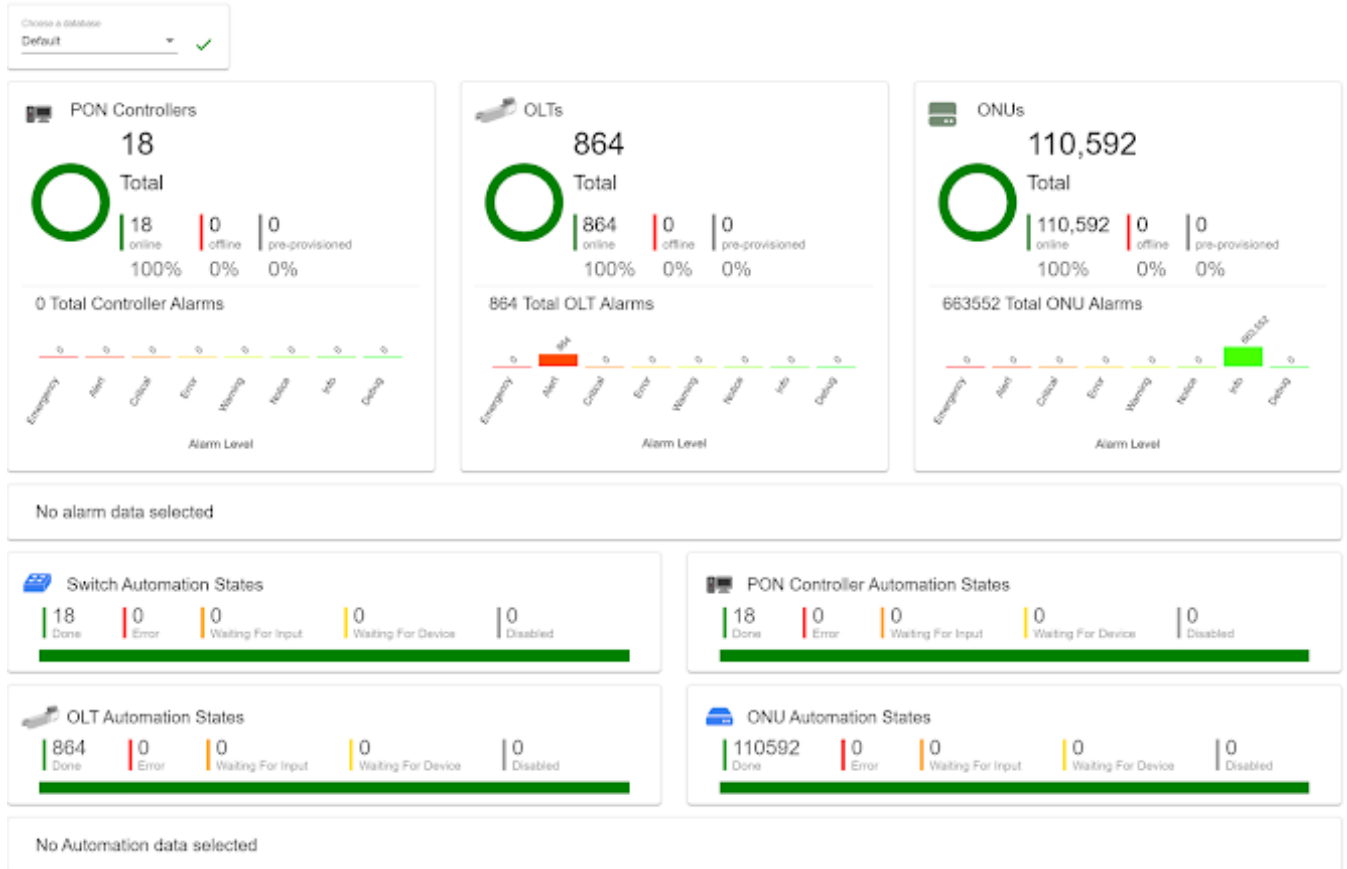 Choose a database
Default
PON Controllers
18
Total
18 0 0
online offline pre-provisioned
100% 0% 0%
0 Total Controller Alarms
0 0 0 0 0 0 0 0
Emergency Alert Critical Error Warning Notice Info Debug
Alarm Level
OLTs
864
Total
864 0 0
online offline pre-provisioned
100% 0% 0%
864 Total OLT Alarms
0 864 0 0 0 0 0 0
Emergency Alert Critical Error Warning Notice Info Debug
Alarm Level
ONUs
110,592
Total
110,592 0 0
online offline pre-provisioned
100% 0% 0%
663552 Total ONU Alarms
0 0 0 0 0 0 663,552 0
Emergency Alert Critical Error Warning Notice Info Debug
Alarm Level
No alarm data selected
Switch Automation States
18 0 0 0 0
Done Error Waiting For Input Waiting For Device Disabled
PON Controller Automation States
18 0 0 0 0
Done Error Waiting For Input Waiting For Device Disabled
OLT Automation States
864 0 0 0 0
Done Error Waiting For Input Waiting For Device Disabled
ONU Automation States
110592 0 0 0 0
Done Error Waiting For Input Waiting For Device Disabled
No Automation data selected